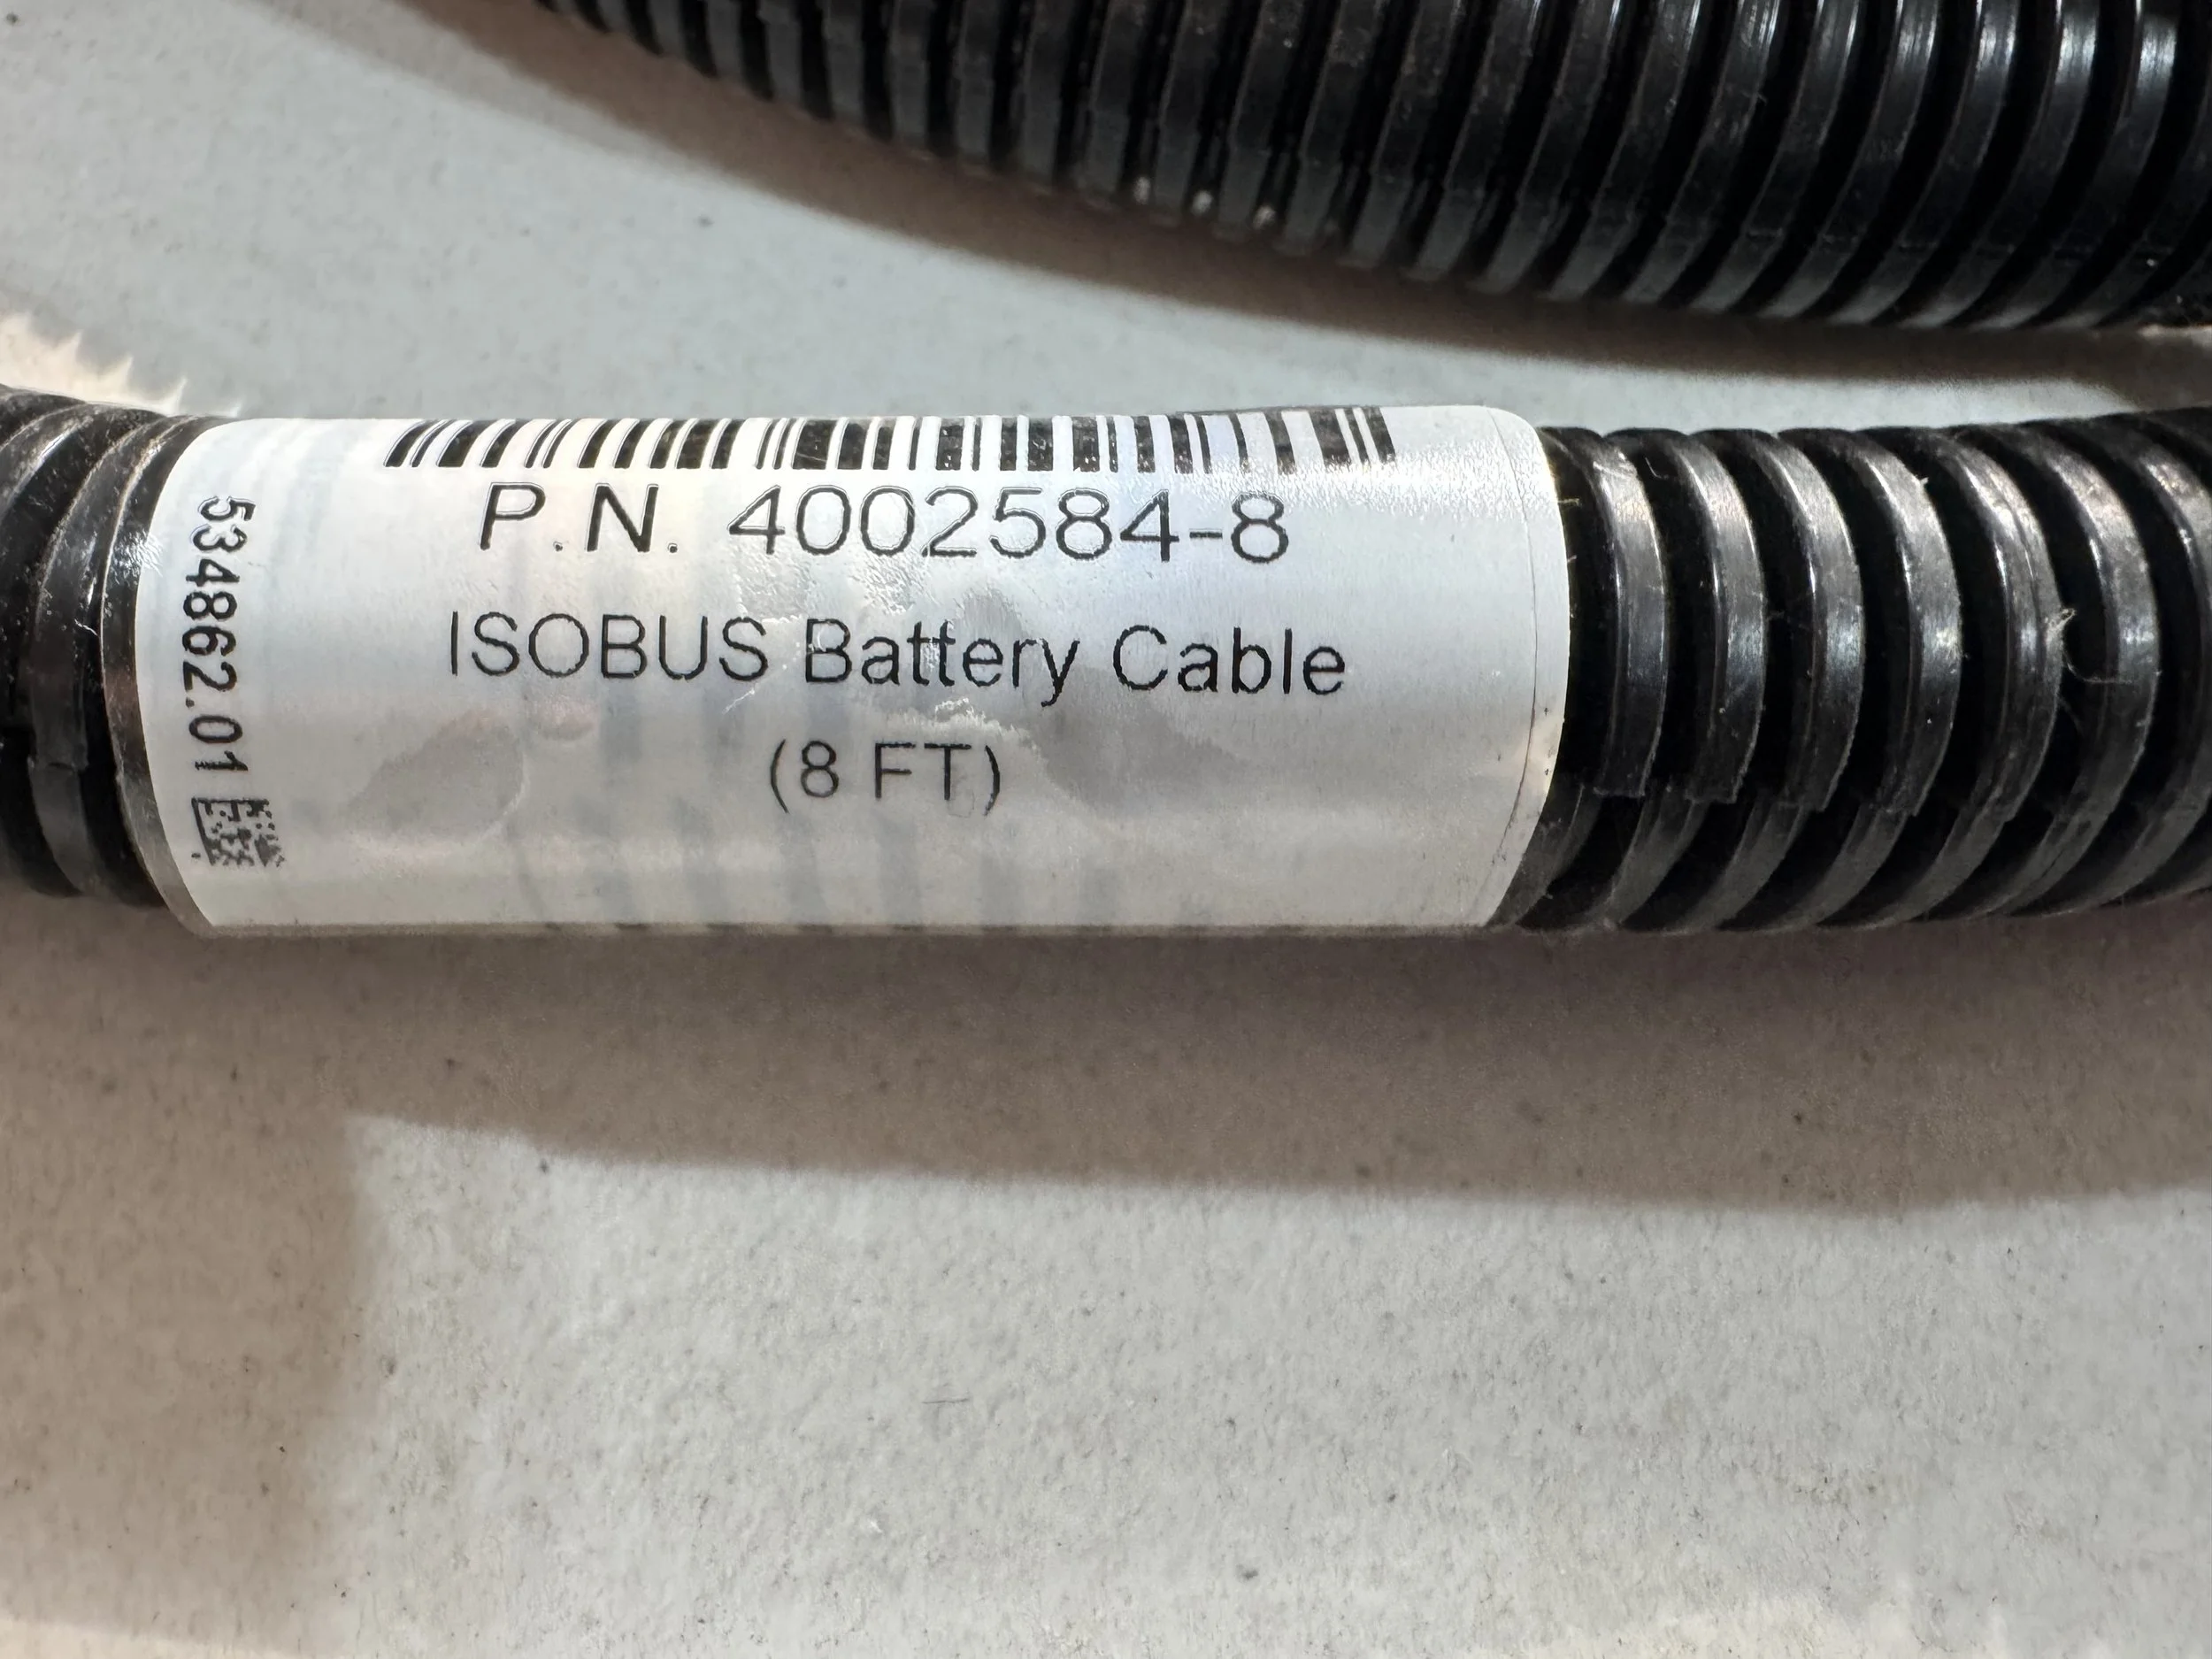 P.N. 4002584-8
ISOBUS Battery Cable
(8 FT)
534862.01